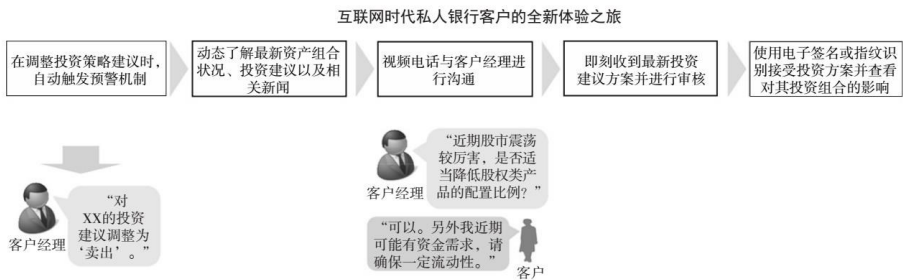 互联网时代私人银行客户的全新体验之旅
在调整投资策略建议时，
自动触发预警机制
动态了解最新资产组合
状况、投资建议以及相
关新闻
视频电话与客户经理进
行沟通
即刻收到最新投资
建议方案并进行审核
使用电子签名或指纹识
别接受投资方案并查看
对其投资组合的影响
客户经理
“对
XX的投资
建议调整为
‘卖出’。”
客户经理
“近期股市震荡
较厉害，是否适
当降低股权类产
品的配置比例？”
“可以。另外我近期
可能有资金需求，请
确保一定流动性。”
客户